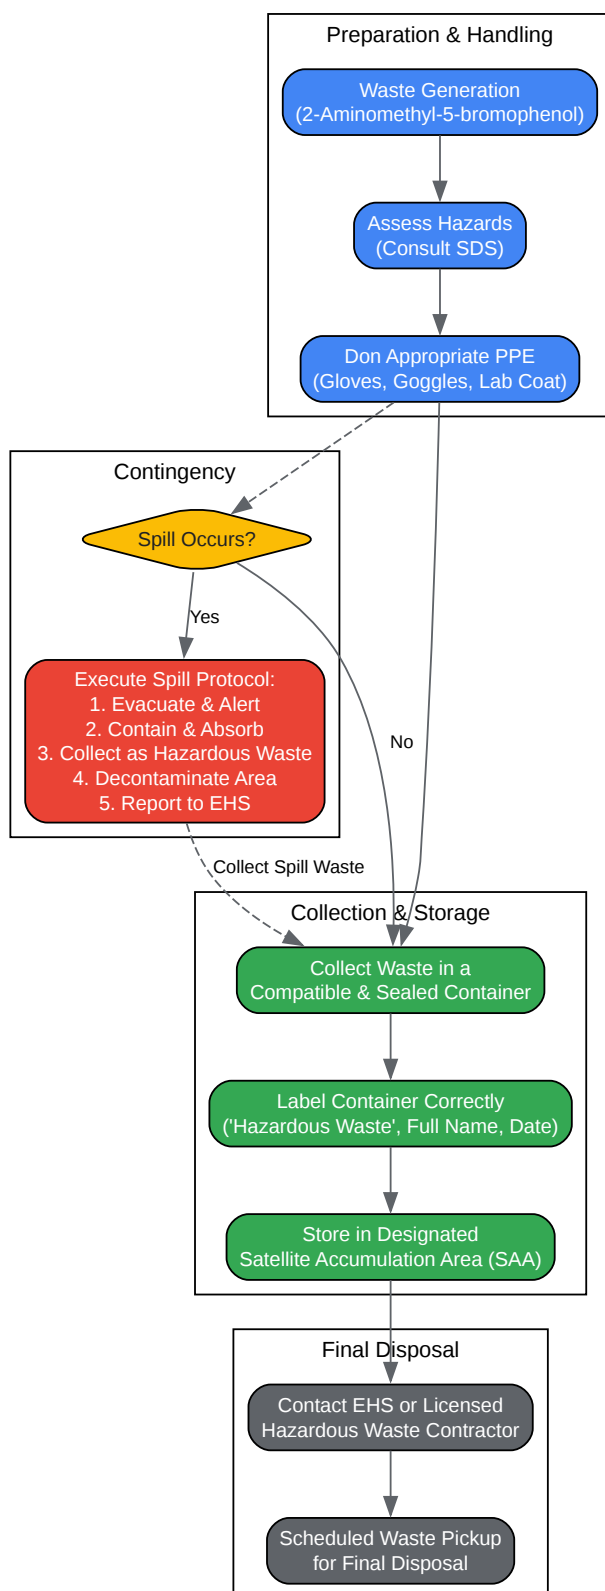 Preparation & Handling
Waste Generation
(2-Aminomethyl-5-bromophenol)
Assess Hazards
(Consult SDS)
Don Appropriate PPE
(Gloves, Goggles, Lab Coat)
Contingency
Spill Occurs?
Yes
Execute Spill Protocol:
1. Evacuate & Alert
2. Contain & Absorb
3. Collect as Hazardous Waste
4. Decontaminate Area
5. Report to EHS
No
Collect Spill Waste
Collection & Storage
Collect Waste in a
Compatible & Sealed Container
Label Container Correctly
('Hazardous Waste', Full Name, Date)
Store in Designated
Satellite Accumulation Area (SAA)
Final Disposal
Contact EHS or Licensed
Hazardous Waste Contractor
Scheduled Waste Pickup
for Final Disposal